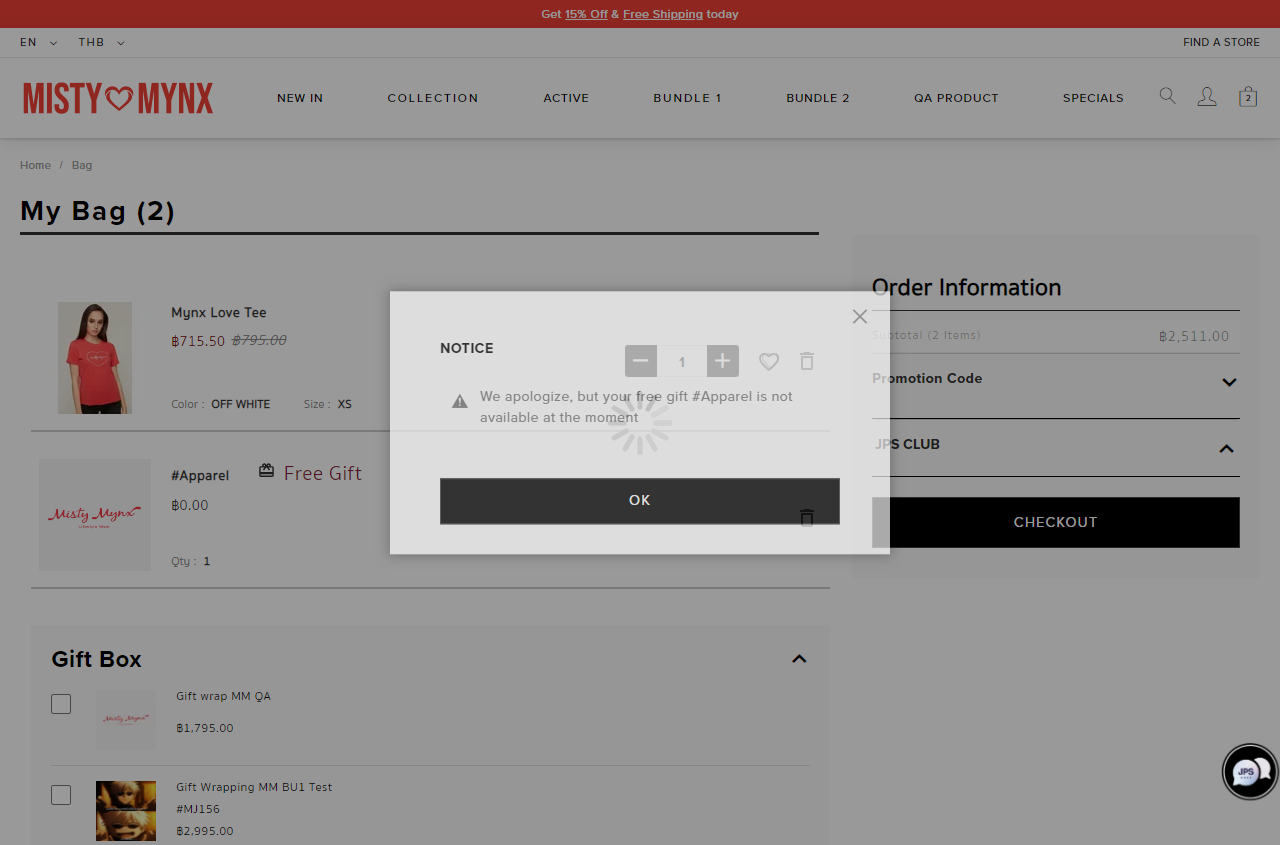 Get 15% Off & Free Shipping today
EN
THB
FIND A STORE
MISTY MYNX
NEW IN
COLLECTION
ACTIVE
BUNDLE 1
BUNDLE 2
QA PRODUCT
SPECIALS
2
Home / Bag
My Bag (2)
Mynx Love Tee
฿715.50 ฿795.00
Color : OFF WHITE Size : XS
1
#Apparel Free Gift
฿0.00
Misty Mynx
Qty : 1
NOTICE
We apologize, but your free gift #Apparel is not
available at the moment
OK
Order Information
Subtotal (2 Items) ฿2,511.00
Promotion Code
JPS CLUB
CHECKOUT
Gift Box
Gift wrap MM QA
Misty Mynx
฿1,795.00
Gift Wrapping MM BU1 Test
#MJ156
฿2,995.00
JPS